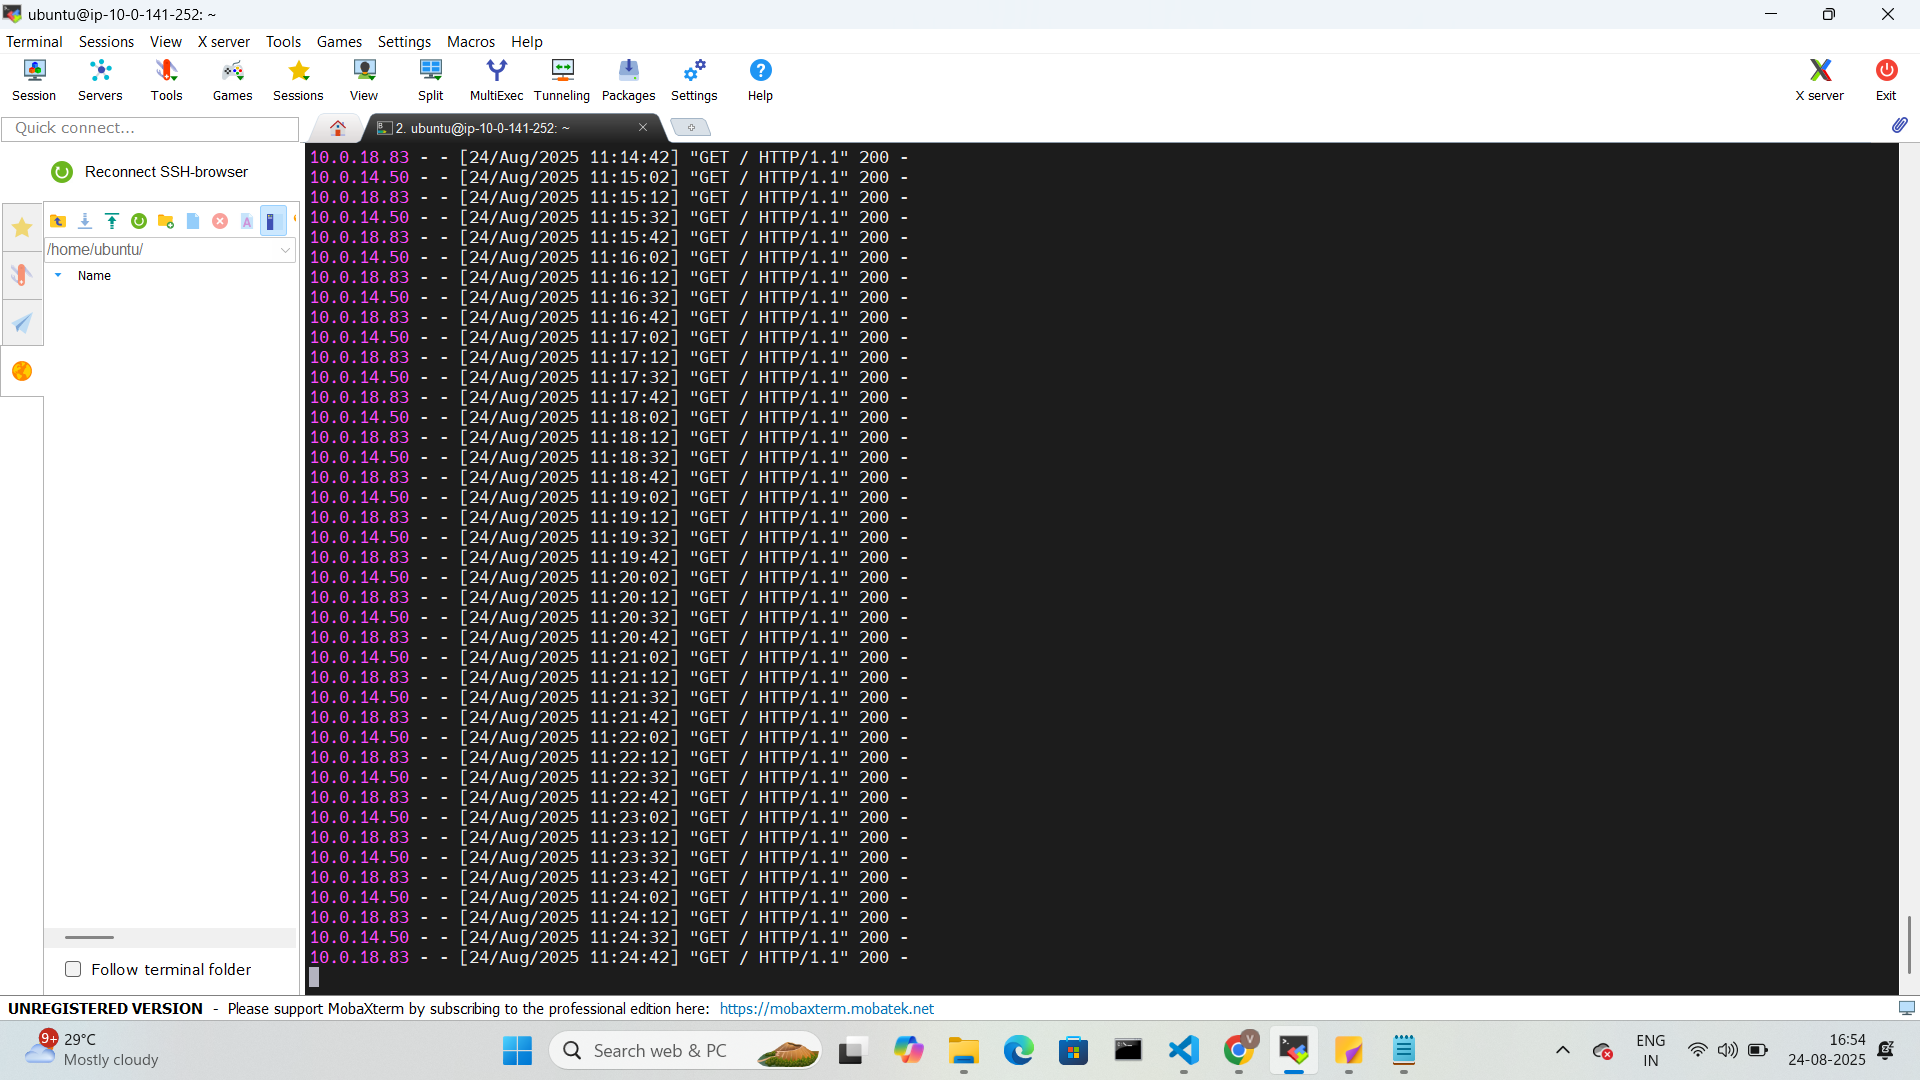 ubuntu@ip-10-0-141-252: ~
Terminal Sessions View X server Tools Games Settings Macros Help
Session Servers Tools Games Sessions View Split MultiExec Tunneling Packages Settings Help X server Exit
Quick connect...
2. ubuntu@ip-10-0-141-252: ~
Reconnect SSH-browser
/home/ubuntu/
Name
10.0.18.83 - - [24/Aug/2025 11:14:42] "GET / HTTP/1.1" 200 -
10.0.14.50 - - [24/Aug/2025 11:15:02] "GET / HTTP/1.1" 200 -
10.0.18.83 - - [24/Aug/2025 11:15:12] "GET / HTTP/1.1" 200 -
10.0.14.50 - - [24/Aug/2025 11:15:32] "GET / HTTP/1.1" 200 -
10.0.18.83 - - [24/Aug/2025 11:15:42] "GET / HTTP/1.1" 200 -
10.0.14.50 - - [24/Aug/2025 11:16:02] "GET / HTTP/1.1" 200 -
10.0.18.83 - - [24/Aug/2025 11:16:12] "GET / HTTP/1.1" 200 -
10.0.14.50 - - [24/Aug/2025 11:16:32] "GET / HTTP/1.1" 200 -
10.0.18.83 - - [24/Aug/2025 11:16:42] "GET / HTTP/1.1" 200 -
10.0.14.50 - - [24/Aug/2025 11:17:02] "GET / HTTP/1.1" 200 -
10.0.18.83 - - [24/Aug/2025 11:17:12] "GET / HTTP/1.1" 200 -
10.0.14.50 - - [24/Aug/2025 11:17:32] "GET / HTTP/1.1" 200 -
10.0.18.83 - - [24/Aug/2025 11:17:42] "GET / HTTP/1.1" 200 -
10.0.14.50 - - [24/Aug/2025 11:18:02] "GET / HTTP/1.1" 200 -
10.0.18.83 - - [24/Aug/2025 11:18:12] "GET / HTTP/1.1" 200 -
10.0.14.50 - - [24/Aug/2025 11:18:32] "GET / HTTP/1.1" 200 -
10.0.18.83 - - [24/Aug/2025 11:18:42] "GET / HTTP/1.1" 200 -
10.0.14.50 - - [24/Aug/2025 11:19:02] "GET / HTTP/1.1" 200 -
10.0.18.83 - - [24/Aug/2025 11:19:12] "GET / HTTP/1.1" 200 -
10.0.14.50 - - [24/Aug/2025 11:19:32] "GET / HTTP/1.1" 200 -
10.0.18.83 - - [24/Aug/2025 11:19:42] "GET / HTTP/1.1" 200 -
10.0.14.50 - - [24/Aug/2025 11:20:02] "GET / HTTP/1.1" 200 -
10.0.18.83 - - [24/Aug/2025 11:20:12] "GET / HTTP/1.1" 200 -
10.0.14.50 - - [24/Aug/2025 11:20:32] "GET / HTTP/1.1" 200 -
10.0.18.83 - - [24/Aug/2025 11:20:42] "GET / HTTP/1.1" 200 -
10.0.14.50 - - [24/Aug/2025 11:21:02] "GET / HTTP/1.1" 200 -
10.0.18.83 - - [24/Aug/2025 11:21:12] "GET / HTTP/1.1" 200 -
10.0.14.50 - - [24/Aug/2025 11:21:32] "GET / HTTP/1.1" 200 -
10.0.18.83 - - [24/Aug/2025 11:21:42] "GET / HTTP/1.1" 200 -
10.0.14.50 - - [24/Aug/2025 11:22:02] "GET / HTTP/1.1" 200 -
10.0.18.83 - - [24/Aug/2025 11:22:12] "GET / HTTP/1.1" 200 -
10.0.14.50 - - [24/Aug/2025 11:22:32] "GET / HTTP/1.1" 200 -
10.0.18.83 - - [24/Aug/2025 11:22:42] "GET / HTTP/1.1" 200 -
10.0.14.50 - - [24/Aug/2025 11:23:02] "GET / HTTP/1.1" 200 -
10.0.18.83 - - [24/Aug/2025 11:23:12] "GET / HTTP/1.1" 200 -
10.0.14.50 - - [24/Aug/2025 11:23:32] "GET / HTTP/1.1" 200 -
10.0.18.83 - - [24/Aug/2025 11:23:42] "GET / HTTP/1.1" 200 -
10.0.14.50 - - [24/Aug/2025 11:24:02] "GET / HTTP/1.1" 200 -
10.0.18.83 - - [24/Aug/2025 11:24:12] "GET / HTTP/1.1" 200 -
10.0.14.50 - - [24/Aug/2025 11:24:32] "GET / HTTP/1.1" 200 -
10.0.18.83 - - [24/Aug/2025 11:24:42] "GET / HTTP/1.1" 200 -
Follow terminal folder
UNREGISTERED VERSION - Please support MobaXterm by subscribing to the professional edition here: https://mobaxterm.mobatek.net
9+
29°C
Mostly cloudy
Search web & PC
V
ENG
IN
16:54
24-08-2025